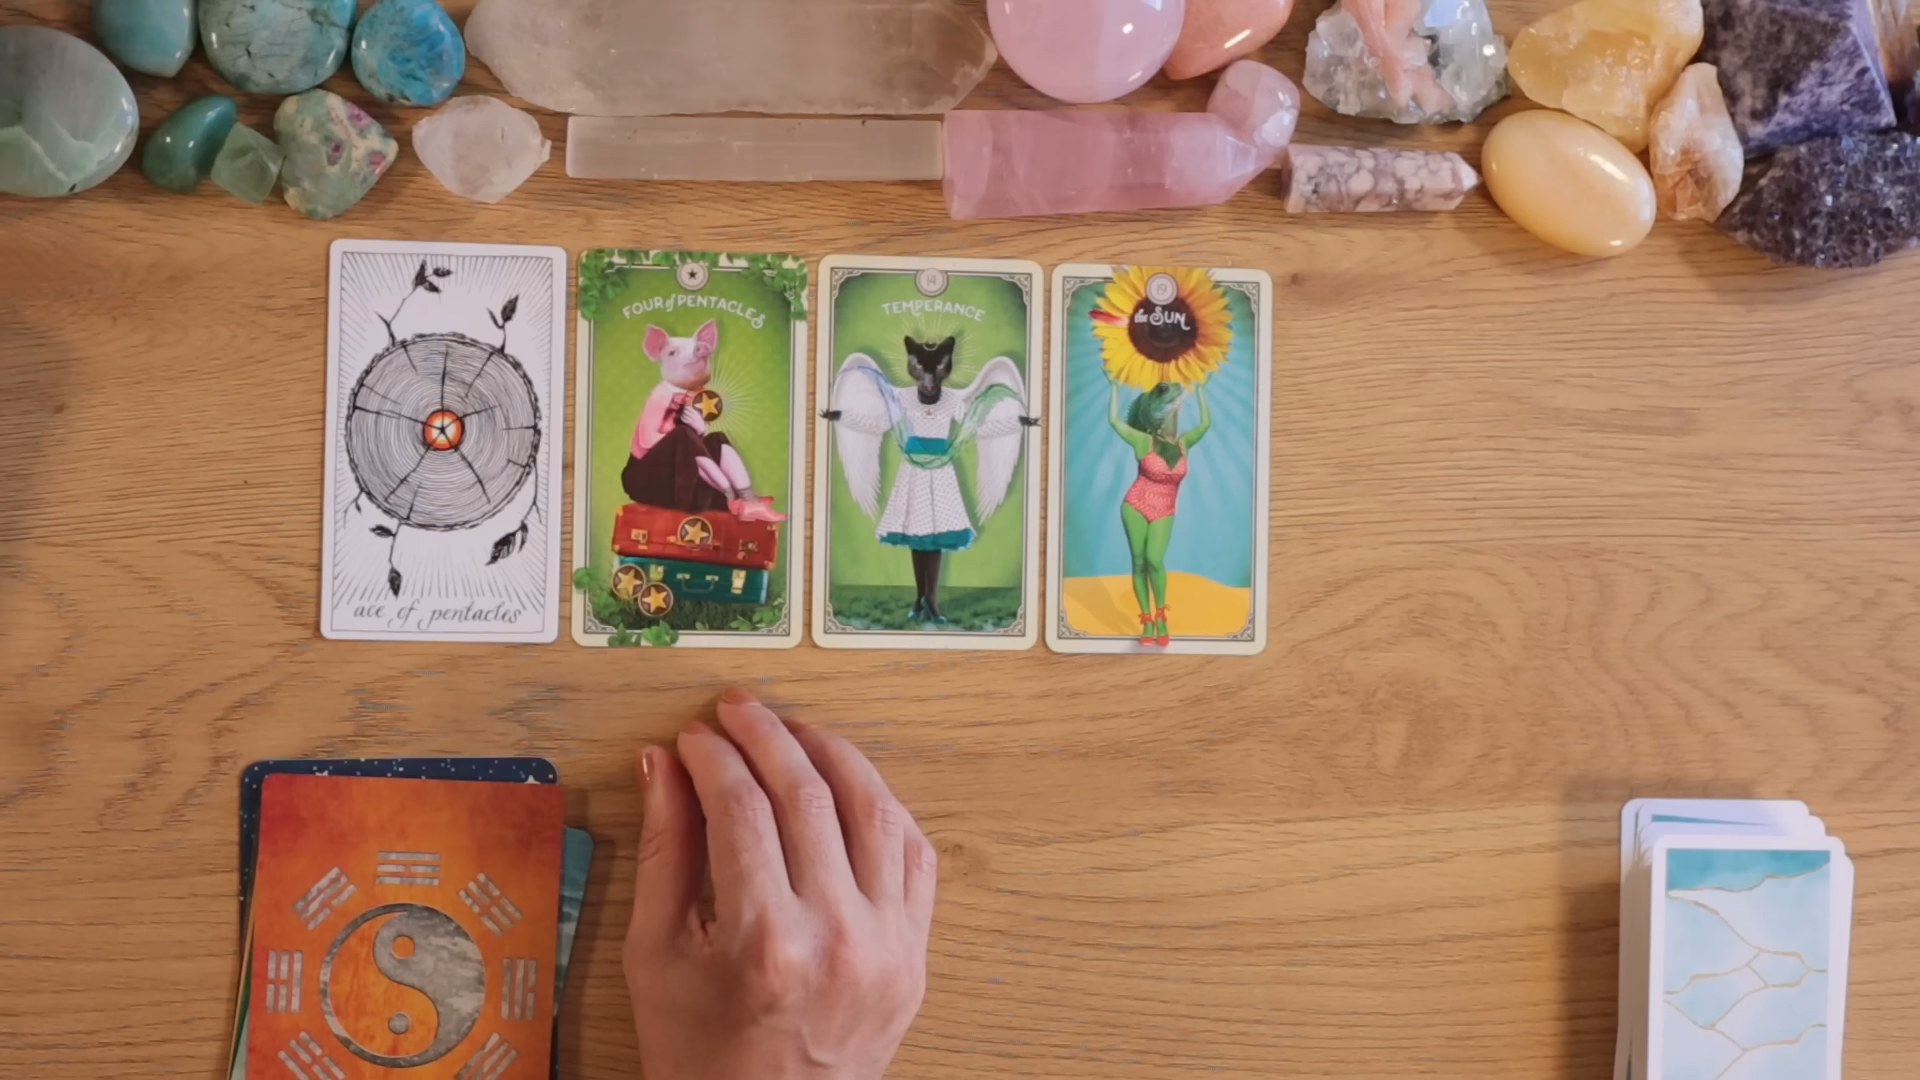 ace of pentacles
FOUR of PENTACLES
14
TEMPERANCE
19
the SUN